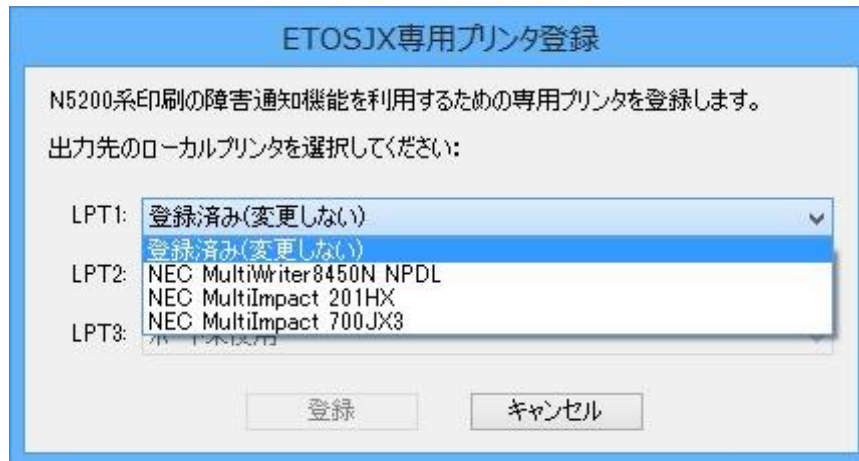 ETOSJX専用プリンタ登録
N5200系印刷の障害通知機能を利用するための専用プリンタを登録します。
出力先のローカルプリンタを選択してください:
LPT1: 登録済み(変更しない)
登録済み(変更しない)
LPT2: NEC MultiWriter8450N NPDL
NEC MultiImpact 201HX
NEC MultiImpact 700JX3
LPT3:
登録 キャンセル